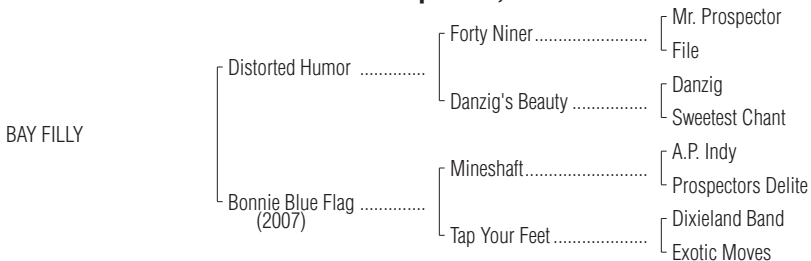 Mr. Prospector
Forty Niner......................
File
Distorted Humor ..............
Danzig
Danzig's Beauty ................
Sweetest Chant
BAY FILLY
A.P. Indy
Mineshaft.........................
Prospectors Delite
Bonnie Blue Flag ..............
(2007)
Dixieland Band
Tap Your Feet ...................
Exotic Moves